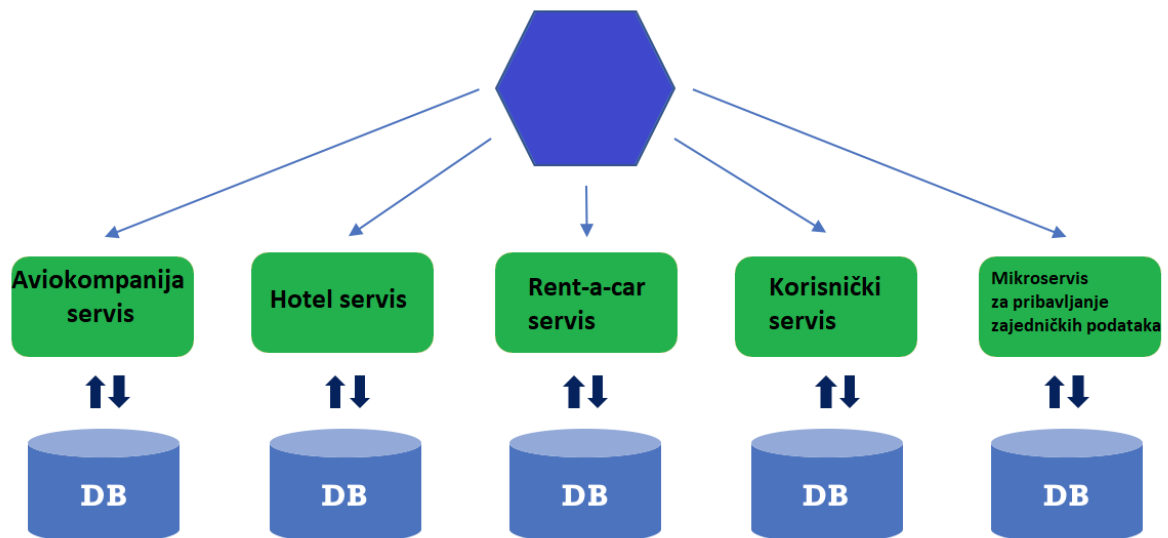 Aviokompanija
servis
Hotel servis
Rent-a-car
servis
Korisnički
servis
Mikroservis
za pribavljanje
zajedničkih podataka
DB
DB
DB
DB
DB